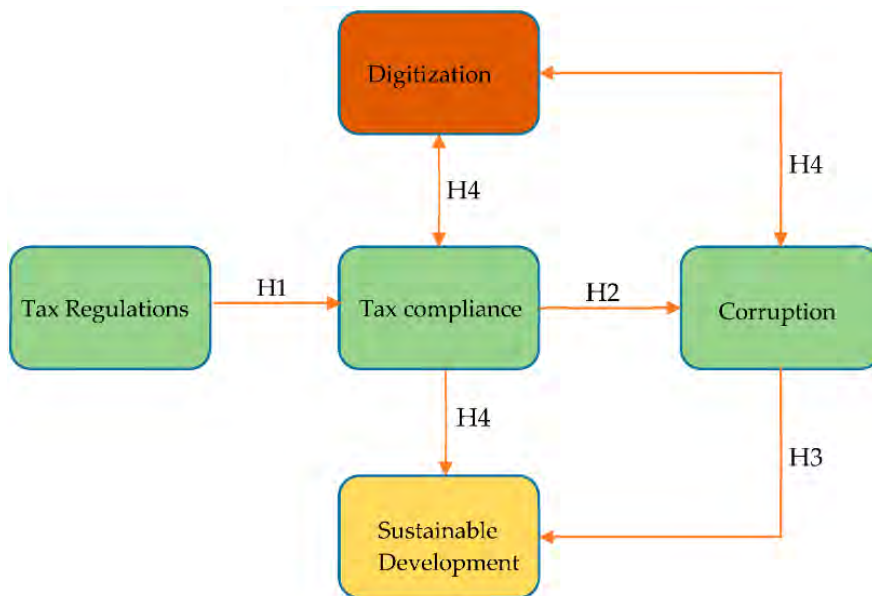 Digitization
H4
H4
Tax Regulations
H1
Tax compliance
H2
Corruption
H4
H3
Sustainable
Development